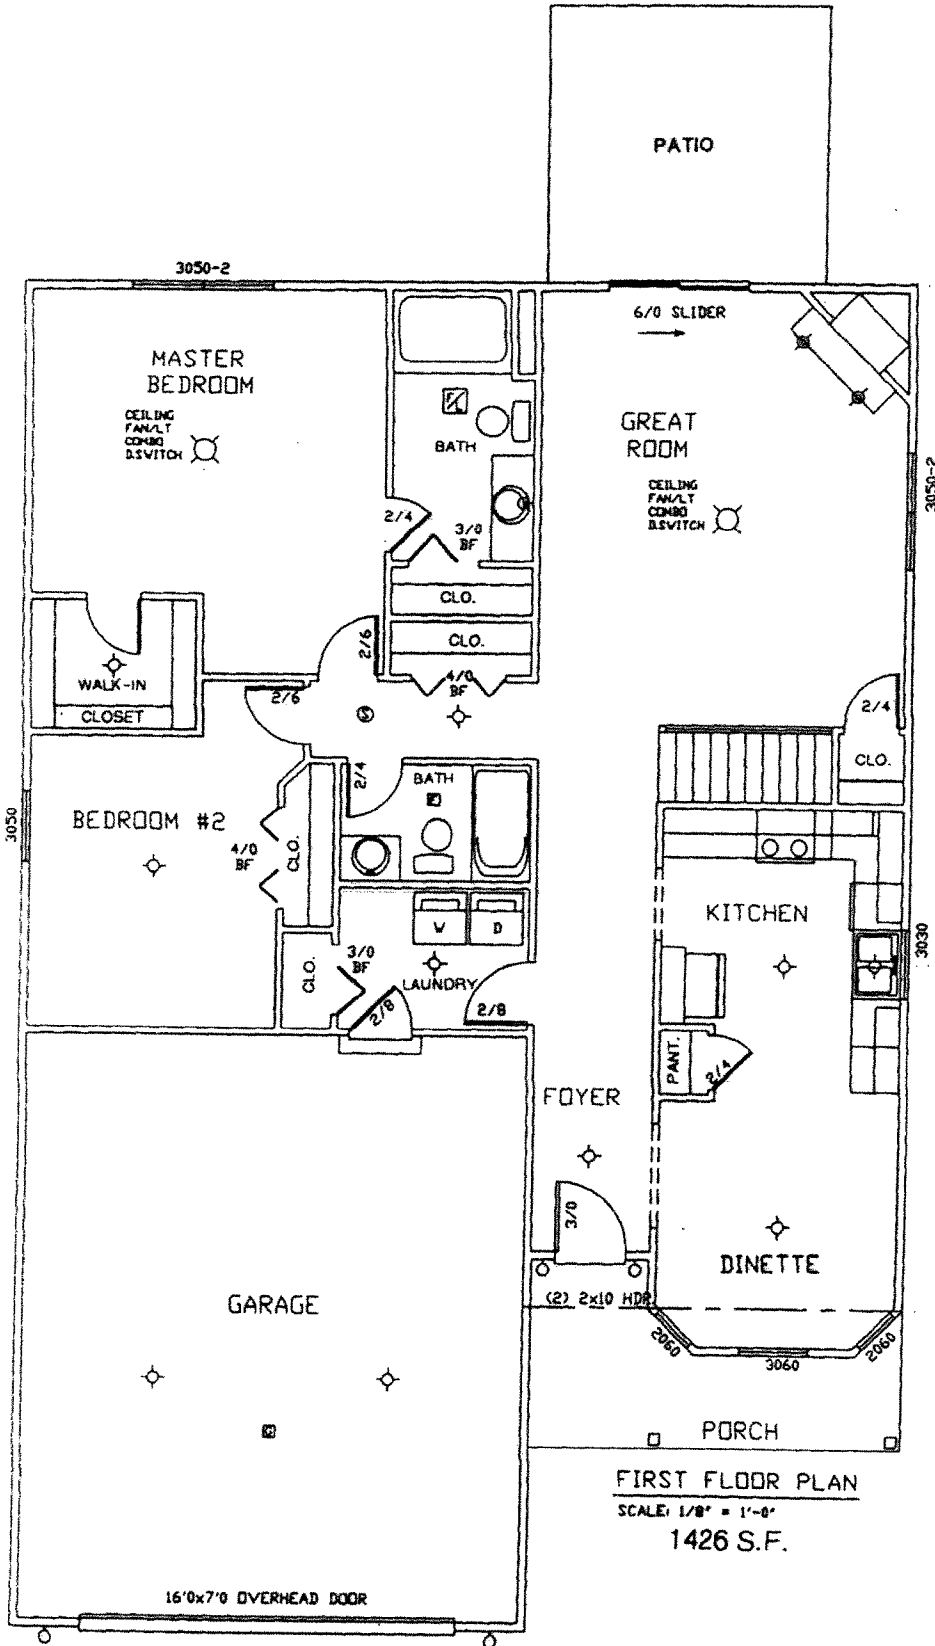 PATIO
3050-2
6/0 SLIDER
MASTER
BEDROOM
CEILING
FAN/LT
COMBO
D.SWITCH
BATH
GREAT
ROOM
CEILING
FAN/LT
COMBO
D.SWITCH
3050-2
2/4
3/0
BF
CLO.
CLO.
2/6
4/0
BF
WALK-IN
CLOSET
2/6
2/4
CLO.
3050
BEDROOM #2
4/0
BF
CLO.
2/4
BATH
KITCHEN
3030
W
D
CLO.
3/0
BF
LAUNDRY
2/8
2/8
PANT.
2/4
FOYER
3/0
DINETTE
GARAGE
(2) 2x10 HDR
2060
3060
2060
C
PORCH
FIRST FLOOR PLAN
SCALE: 1/8" = 1'-0"
1426 S.F.
16'0x7'0 OVERHEAD DOOR